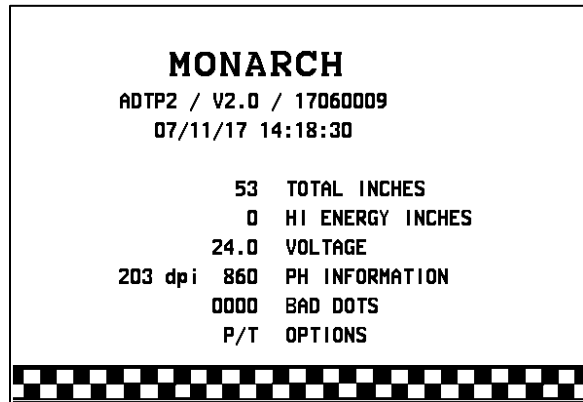 MONARCH
ADTP2 / V2.0 / 17060009
07/11/17 14:18:30
53 TOTAL INCHES
0 HI ENERGY INCHES
24.0 VOLTAGE
203 dpi 860 PH INFORMATION
0000 BAD DOTS
P/T OPTIONS